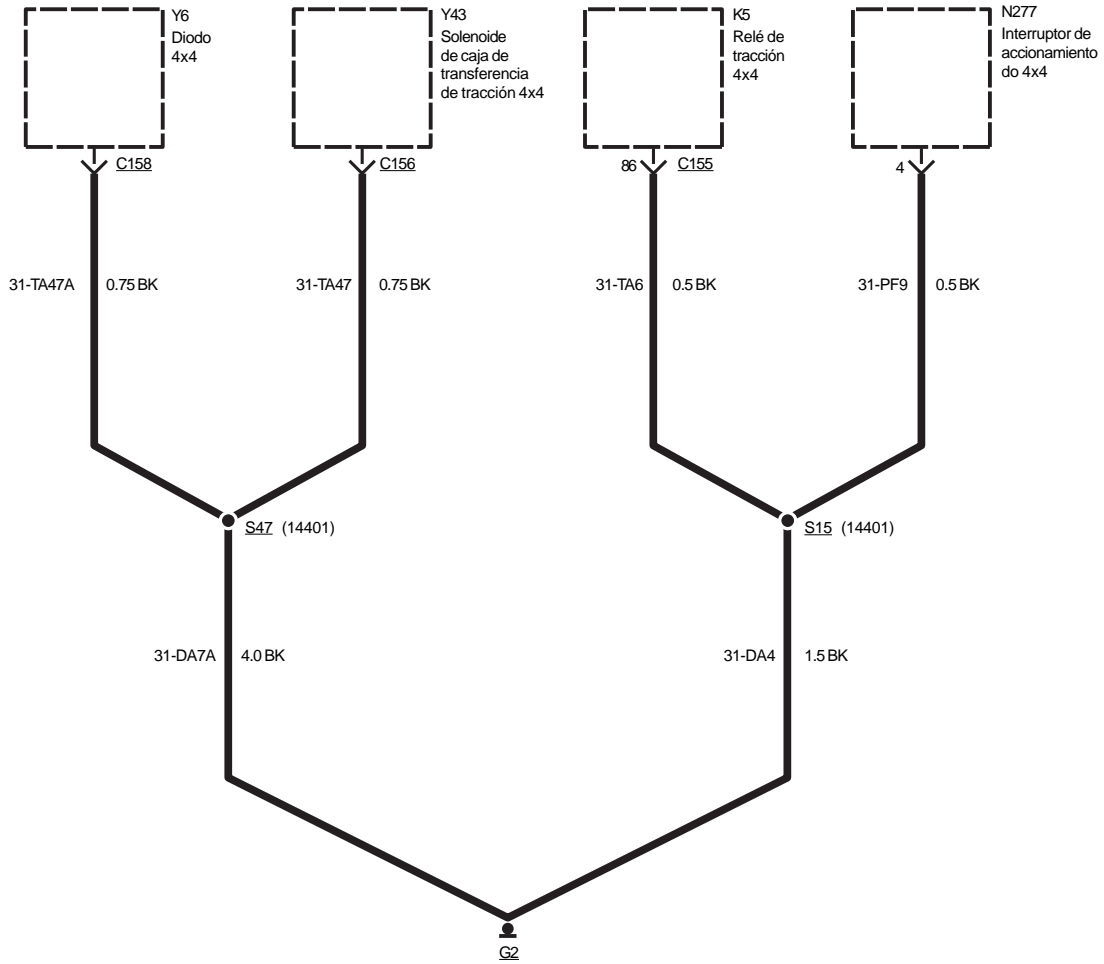 Y6
Diodo
4x4
Y43
Solenoide
de caja de
transferencia
de tracción 4x4
K5
Relé de
tracción
4x4
N277
Interruptor de
accionamiento
do 4x4
C158
C156
86
C155
4
31-TA47A
0.75 BK
31-TA47
0.75 BK
31-TA6
0.5 BK
31-PF9
0.5 BK
S47 (14401)
S15 (14401)
31-DA7A
4.0 BK
31-DA4
1.5 BK
G2